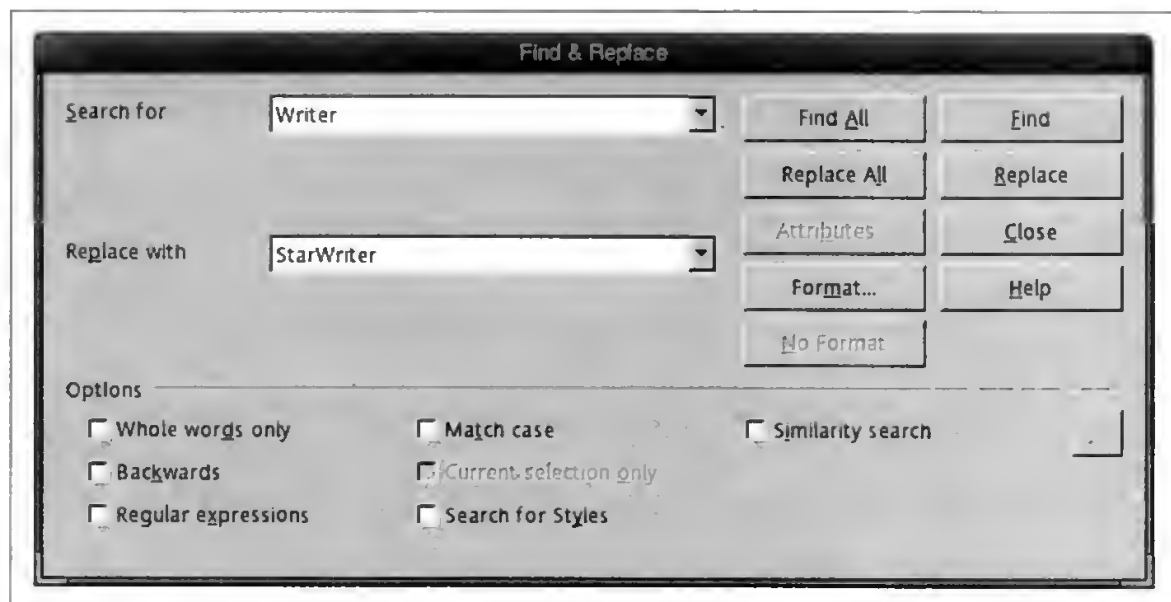 Find & Replace
Search for Writer Find All Find
Replace All Replace
Replace with StarWriter Attributes Close
Format... Help
No Format
Options
Whole words only Match case Similarity search
Backwards Current selection only
Regular expressions Search for Styles